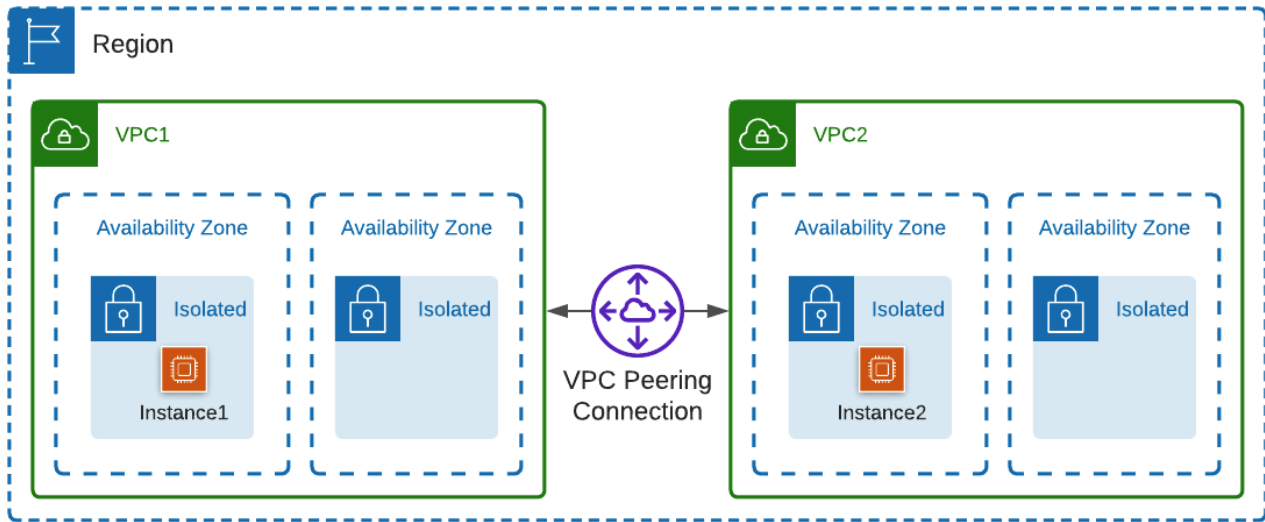 Region
VPC1
VPC2
Availability Zone
Availability Zone
Availability Zone
Availability Zone
Isolated
Isolated
Isolated
Isolated
VPC Peering
Connection
Instance1
Instance2